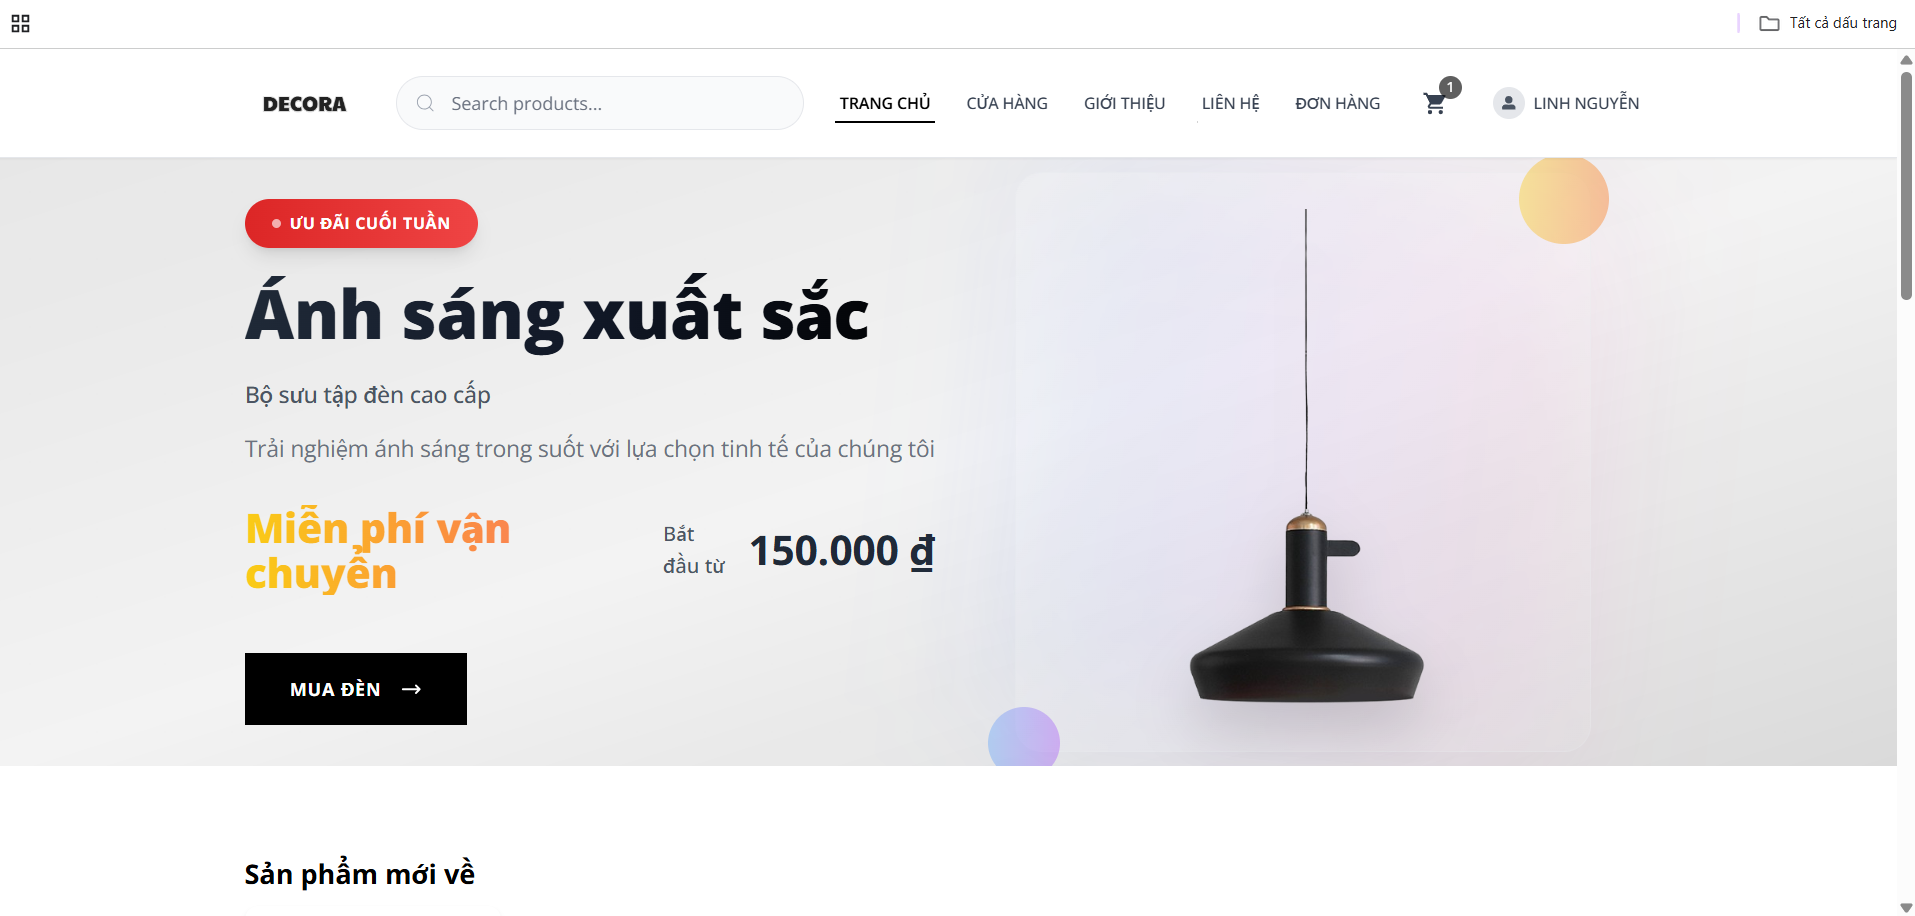 Tất cả dấu trang
DECORA
Search products...
TRANG CHỦ
CỬA HÀNG
GIỚI THIỆU
LIÊN HỆ
ĐƠN HÀNG
1
LINH NGUYỄN
ƯU ĐÃI CUỐI TUẦN
Ánh sáng xuất sắc
Bộ sưu tập đèn cao cấp
Trải nghiệm ánh sáng trong suốt với lựa chọn tinh tế của chúng tôi
Miễn phí vận
chuyển
Bắt
đầu từ
150.000 ₫
MUA ĐÈN →
Sản phẩm mới về